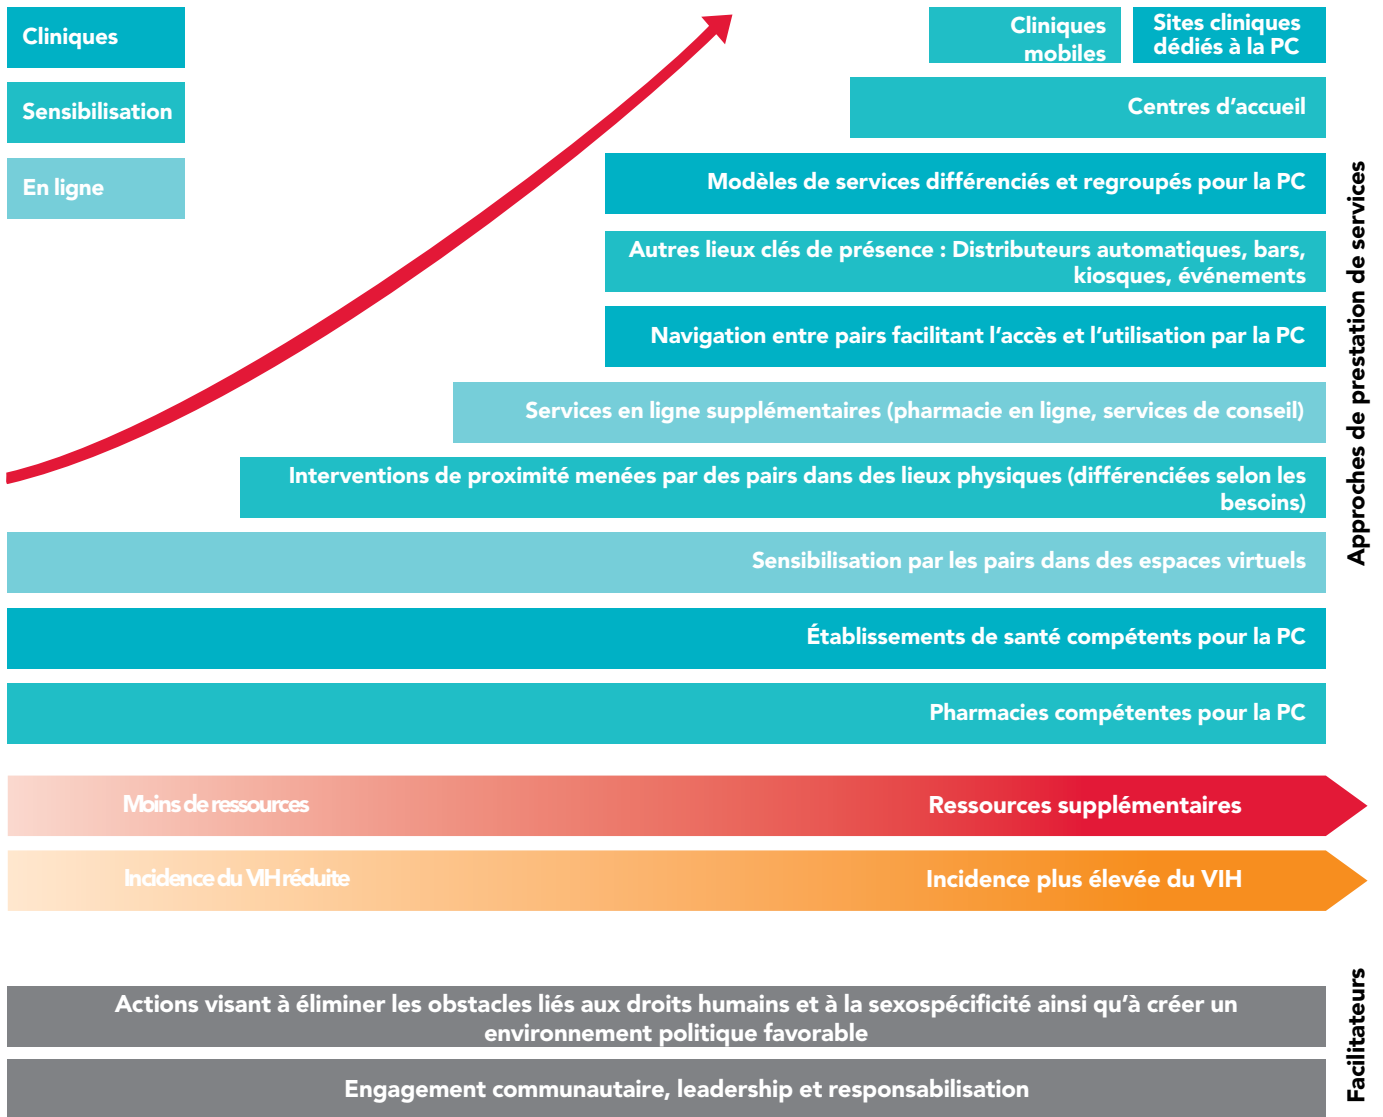 Cliniques
Sensibilisation
En ligne
Cliniques
mobiles
Sites cliniques
dédiés à la PC
Centres d’accueil
Modèles de services différenciés et regroupés pour la PC
Autres lieux clés de présence : Distributeurs automatiques, bars,
kiosques, événements
Navigation entre pairs facilitant l’accès et l’utilisation par la PC
Services en ligne supplémentaires (pharmacie en ligne, services de conseil)
Interventions de proximité menées par des pairs dans des lieux physiques (différenciées selon les
besoins)
Sensibilisation par les pairs dans des espaces virtuels
Établissements de santé compétents pour la PC
Pharmacies compétentes pour la PC
Approches de prestation de services
Moins de ressources
Ressources supplémentaires
Incidence du VIH réduite
Incidence plus élevée du VIH
Actions visant à éliminer les obstacles liés aux droits humains et à la sexospécificité ainsi qu’à créer un
environnement politique favorable
Engagement communautaire, leadership et responsabilisation
Facilitateurs